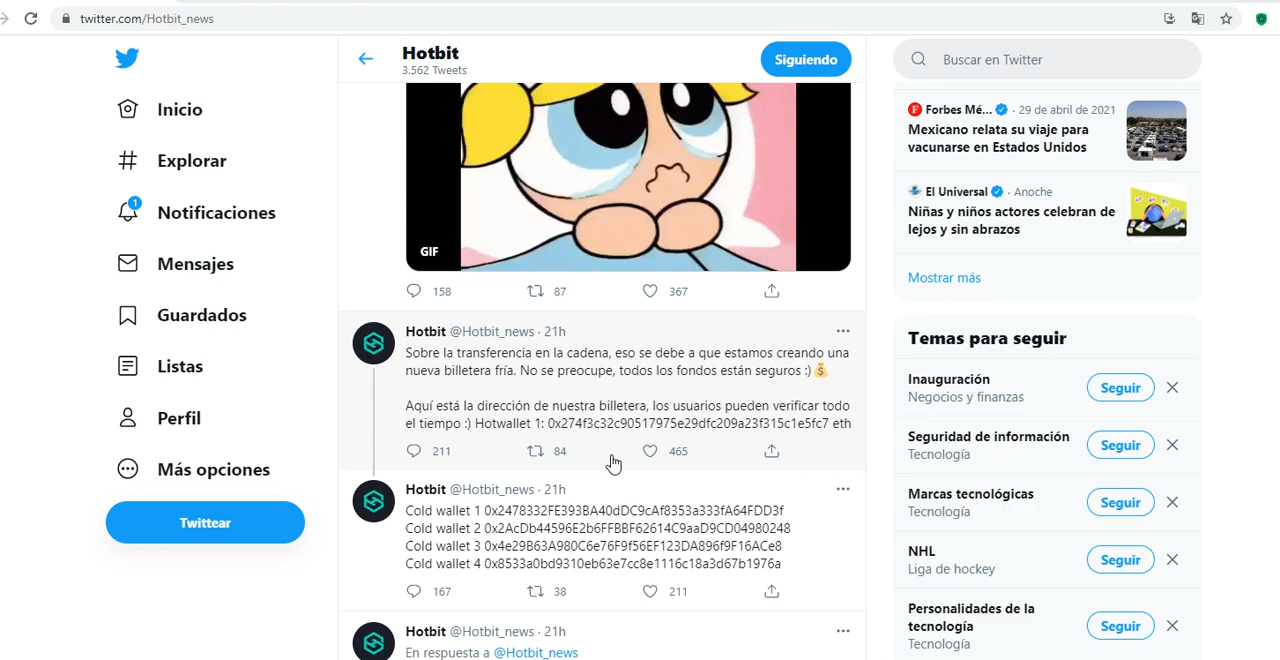 twitter.com/Hotbit_news
Hotbit
3.562 Tweets
Siguiendo
Buscar en Twitter
Inicio
Explorar
1
Notificaciones
Mensajes
Guardados
Listas
Perfil
Más opciones
Twittear
GIF
158 87 367
Hotbit @Hotbit_news · 21h
Sobre la transferencia en la cadena, eso se debe a que estamos creando una
nueva billetera fría. No se preocupe, todos los fondos están seguros :)💰
Aquí está la dirección de nuestra billetera, los usuarios pueden verificar todo
el tiempo :) Hotwallet 1: 0x274f3c32c90517975e29dfc209a23f315c1e5fc7 eth
211 84 465
Hotbit @Hotbit_news · 21h
Cold wallet 1 0x2478332FE393BA40dDC9cAf8353a333fA64FDD3f
Cold wallet 2 0x2AcDb44596E2b6FFBBF62614C9aaD9CD04980248
Cold wallet 3 0x4e29B63A980C6e76F9f56EF123DA896f9F16ACe8
Cold wallet 4 0x8533a0bd9310eb63e7cc8e1116c18a3d67b1976a
167 38 211
Hotbit @Hotbit_news · 21h
En respuesta a @Hotbit_news
Forbes Mé... · 29 de abril de 2021
Mexicano relata su viaje para
vacunarse en Estados Unidos
El Universal · Anoche
Niñas y niños actores celebran de
lejos y sin abrazos
Mostrar más
Temas para seguir
Inauguración
Negocios y finanzas
Seguir
Seguridad de información
Tecnología
Seguir
Marcas tecnológicas
Tecnología
Seguir
NHL
Liga de hockey
Seguir
Personalidades de la
tecnología
Tecnología
Seguir